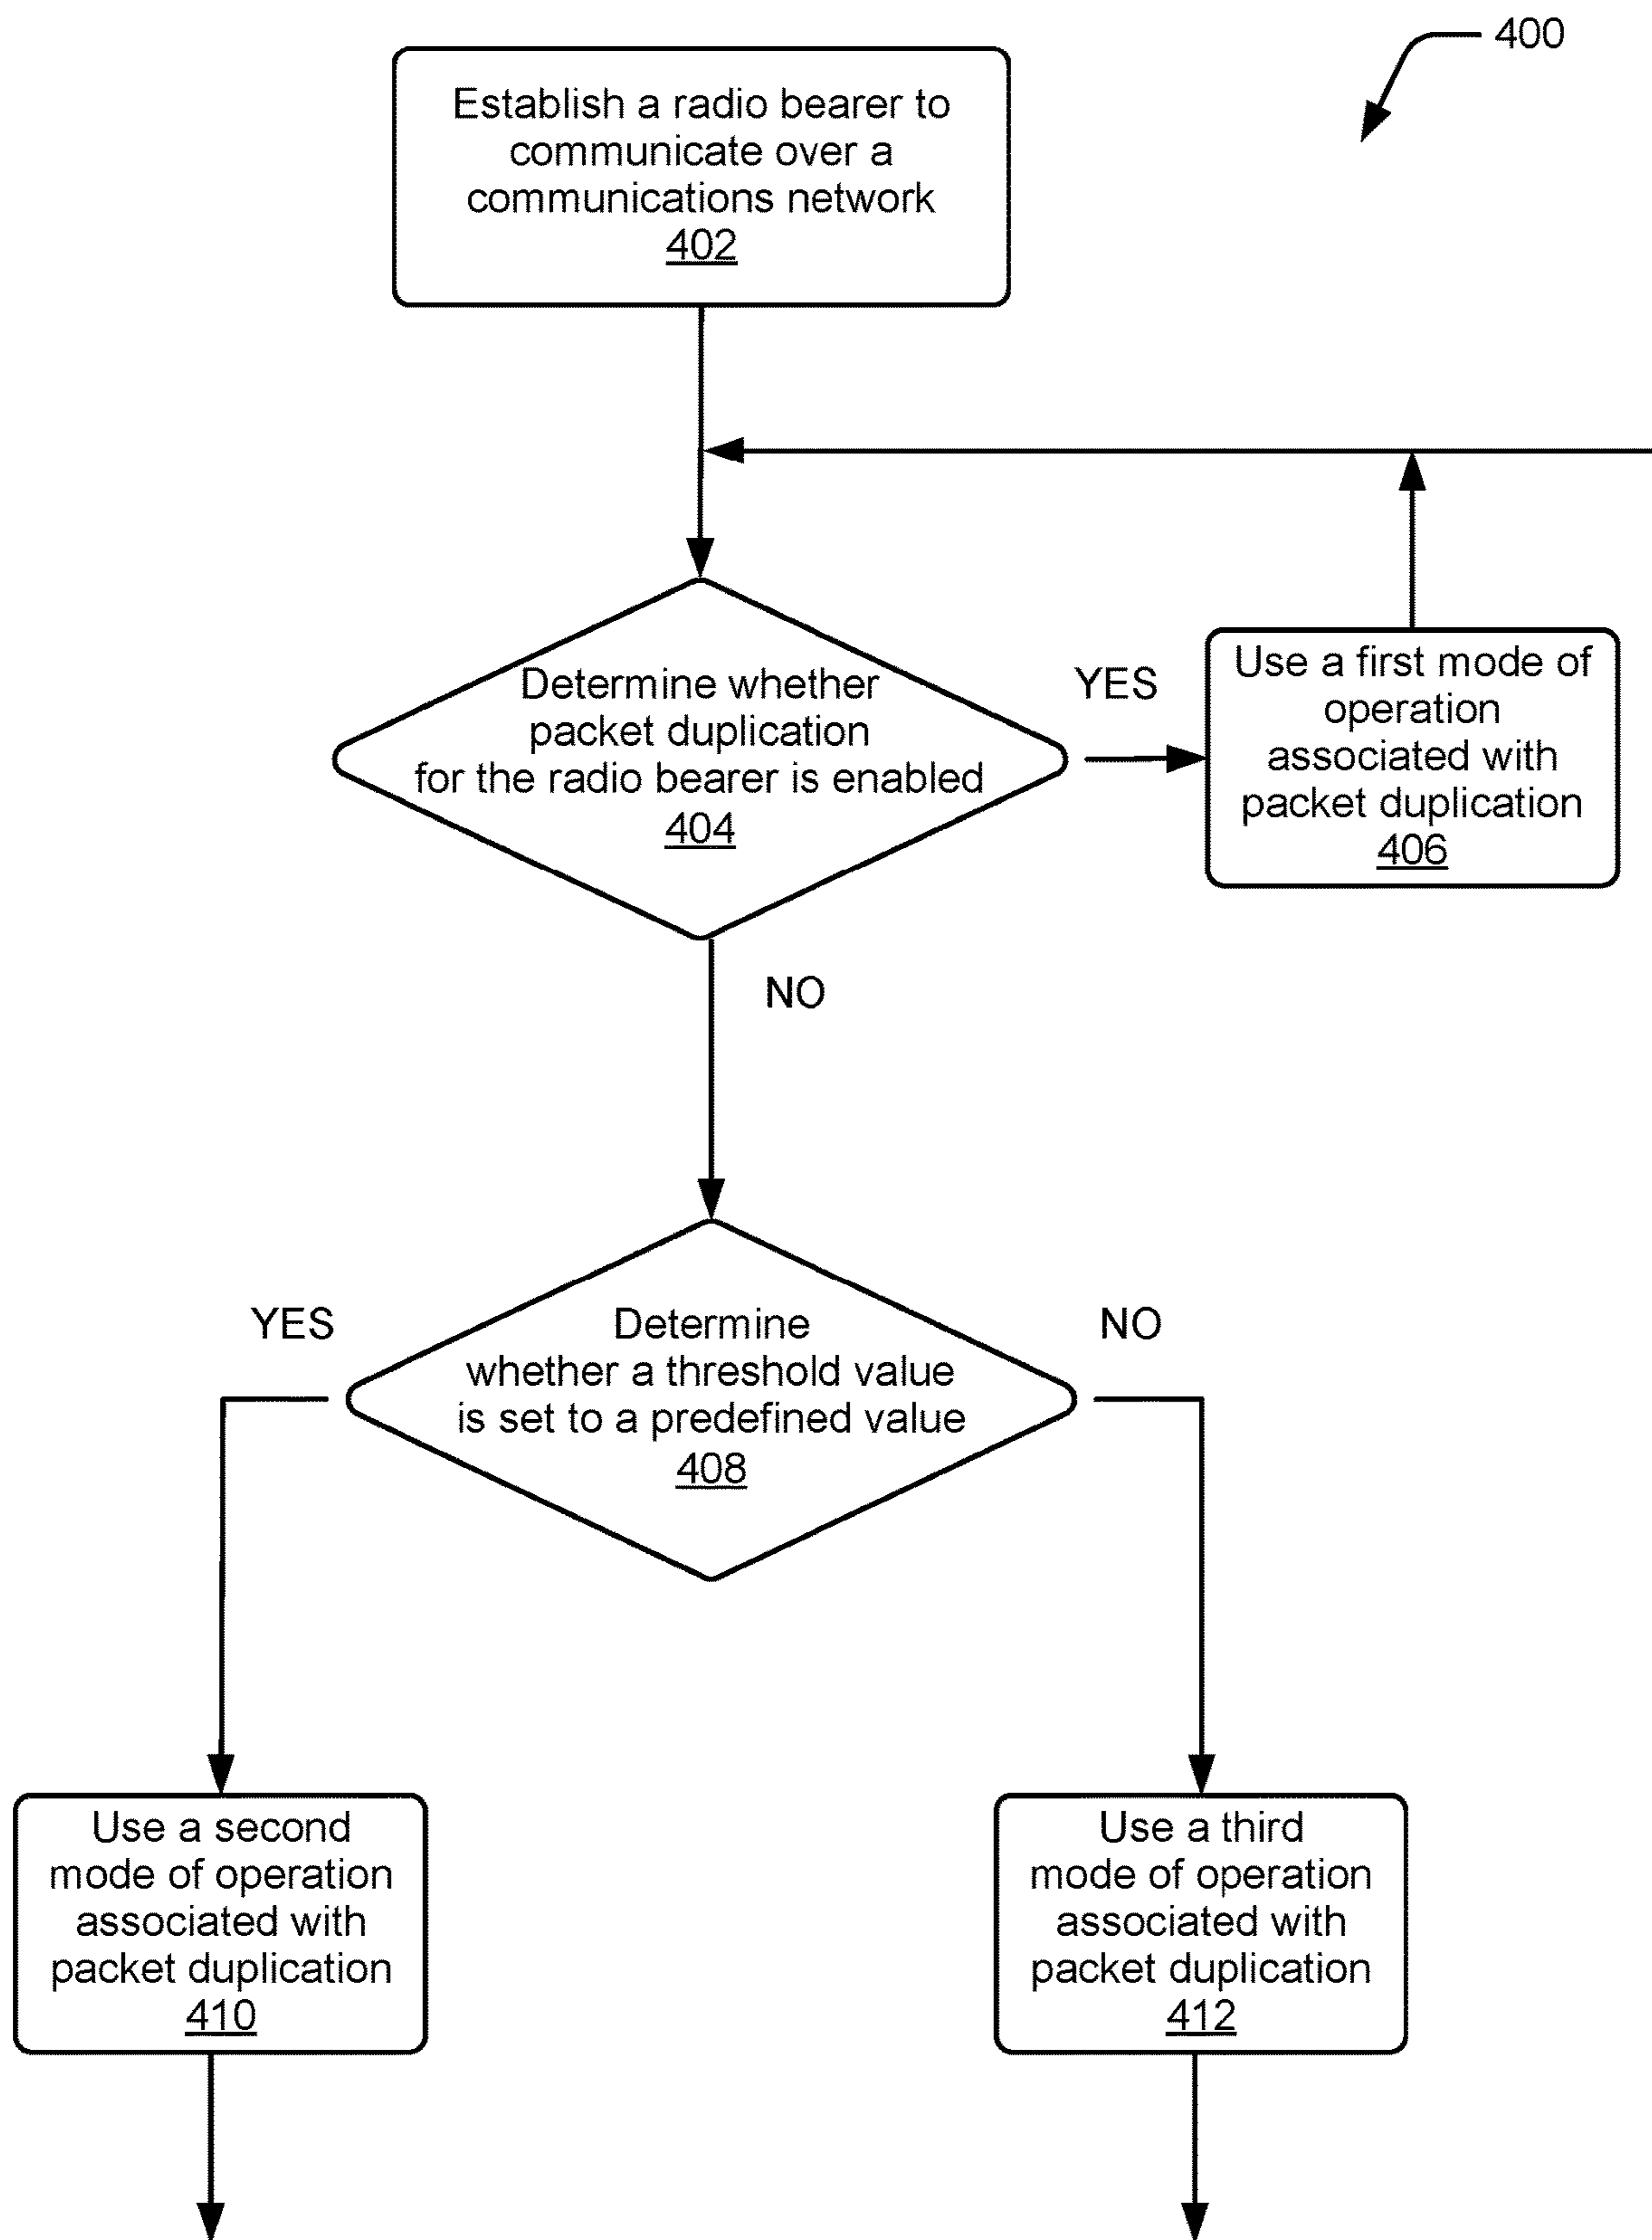 400
Establish a radio bearer to
communicate over a
communications network
402
Determine whether
packet duplication
for the radio bearer is enabled
404
YES
Use a first mode of
operation
associated with
packet duplication
406
NO
YES
Determine
whether a threshold value
is set to a predefined value
408
NO
Use a second
mode of operation
associated with
packet duplication
410
Use a third
mode of operation
associated with
packet duplication
412